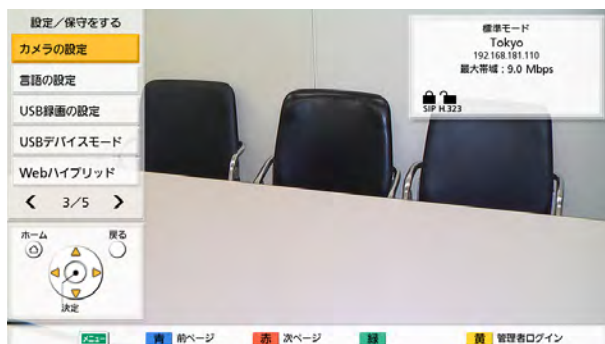 設定／保守をする
カメラの設定
言語の設定
USB録画の設定
USBデバイスモード
Webハイブリッド
3/5
ホーム
戻る
決定
標準モード
Tokyo
192.168.181.110
最大帯域 : 9.0 Mbps
SIP H.323
メニュー 青 前ページ 赤 次ページ 緑 黄 管理者ログイン